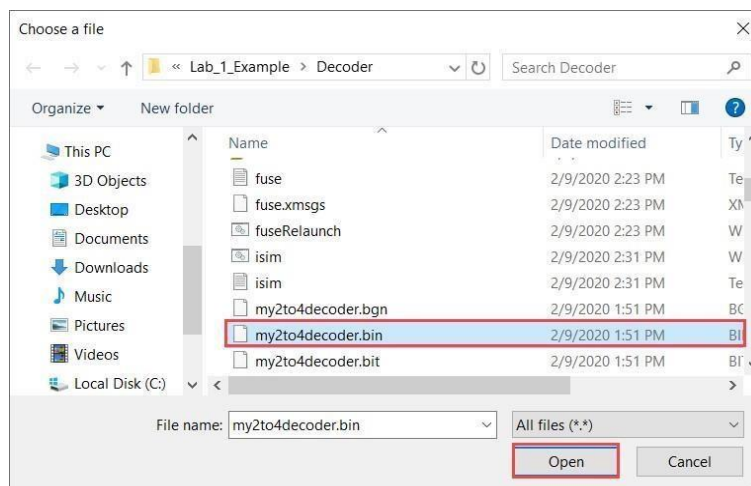 Choose a file
« Lab_1_Example > Decoder
Search Decoder
Organize
New folder
?
This PC
3D Objects
Desktop
Documents
Downloads
Music
Pictures
Videos
Local Disk (C:)
Name Date modified Ty
fuse 2/9/2020 2:23 PM Te
fuse.xmsgs 2/9/2020 2:23 PM
fuseRelaunch 2/9/2020 2:23 PM W
isim 2/9/2020 2:31 PM W
isim 2/9/2020 2:31 PM Te
my2to4decoder.bgn 2/9/2020 1:51 PM
my2to4decoder.bin 2/9/2020 1:51 PM
my2to4decoder.bit 2/9/2020 1:51 PM
File name: my2to4decoder.bin All files (*.*)
Open Cancel